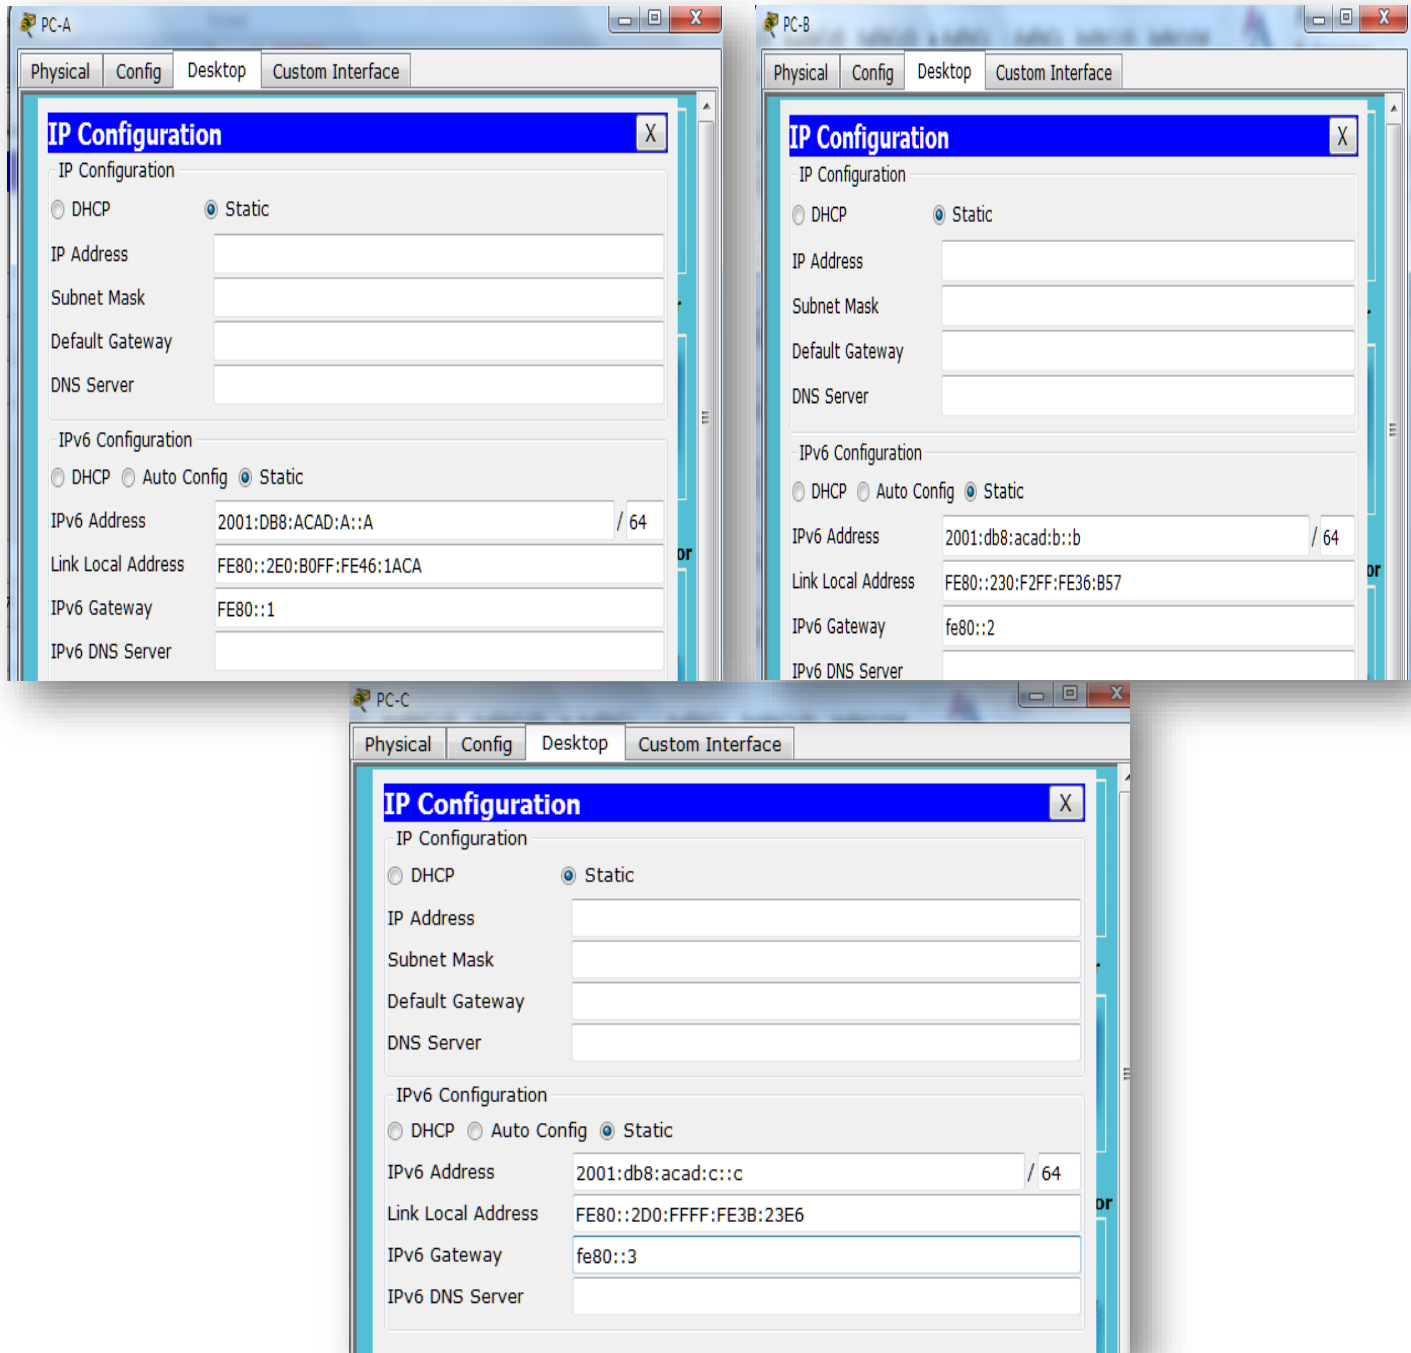 PC-A
Physical Config Desktop Custom Interface
IP Configuration X
IP Configuration
DHCP Static
IP Address
Subnet Mask
Default Gateway
DNS Server
IPv6 Configuration
DHCP Auto Config Static
IPv6 Address 2001:DB8:ACAD:A::A / 64
Link Local Address FE80::2E0:B0FF:FE46:1ACA
IPv6 Gateway FE80::1
IPv6 DNS Server
or
PC-B
Physical Config Desktop Custom Interface
IP Configuration X
IP Configuration
DHCP Static
IP Address
Subnet Mask
Default Gateway
DNS Server
IPv6 Configuration
DHCP Auto Config Static
IPv6 Address 2001:db8:acad:b::b / 64
Link Local Address FE80::230:F2FF:FE36:B57
IPv6 Gateway fe80::2
IPv6 DNS Server
or
PC-C
Physical Config Desktop Custom Interface
IP Configuration X
IP Configuration
DHCP Static
IP Address
Subnet Mask
Default Gateway
DNS Server
IPv6 Configuration
DHCP Auto Config Static
IPv6 Address 2001:db8:acad:c::c / 64
Link Local Address FE80::2D0:FFFF:FE3B:23E6
IPv6 Gateway fe80::3
IPv6 DNS Server
or